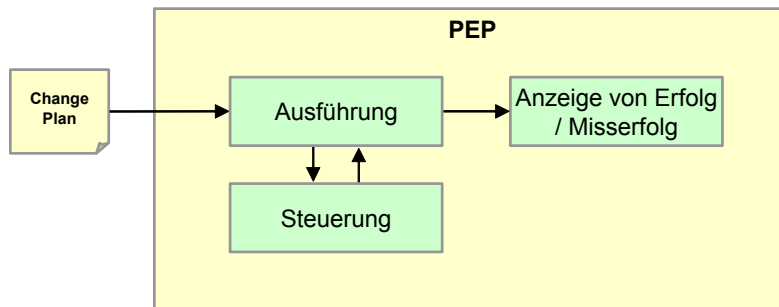 PEP
Change
Plan
Ausführung
Anzeige von Erfolg
/ Misserfolg
Steuerung